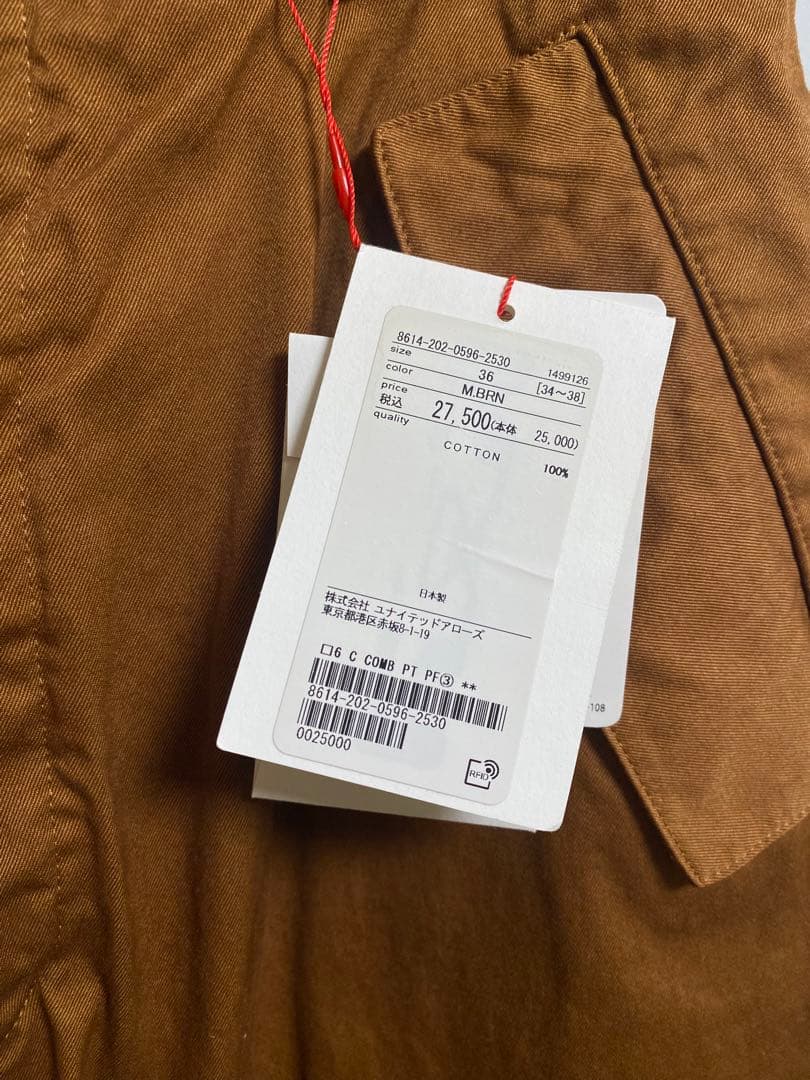 8614-202-0596-2530
size 1499126
color 36 [34～38]
price M.BRN
税込 27,500(本体 25,000)
quality
COTTON 100%
日本製
株式会社 ユナイテッドアローズ
東京都港区赤坂8-1-19
口6 C COMB PT PF③ **
8614-202-0596-2530
0025000
RFID
-108